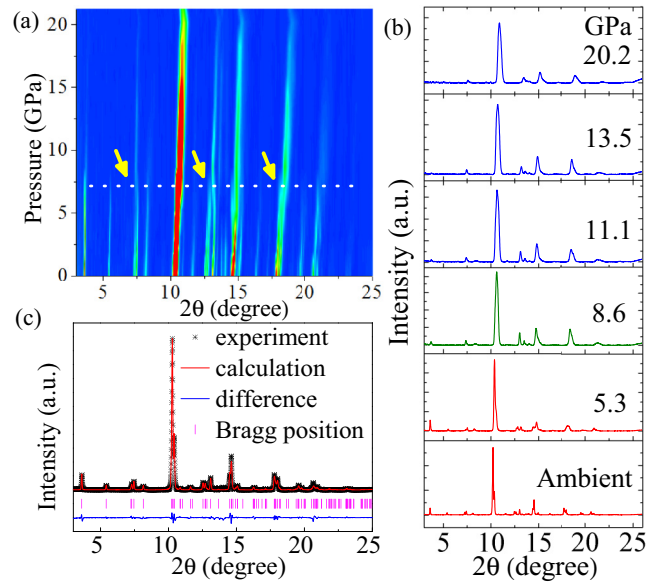 (a)
20
15
10
5
0
Pressure (GPa)
5 10 15 20 25
2θ (degree)
(b)
GPa
20.2
13.5
11.1
8.6
5.3
Ambient
Intensity (a.u.)
5 10 15 20 25
2θ (degree)
(c)
experiment
calculation
difference
Bragg position
Intensity (a.u.)
5 10 15 20 25
2θ (degree)